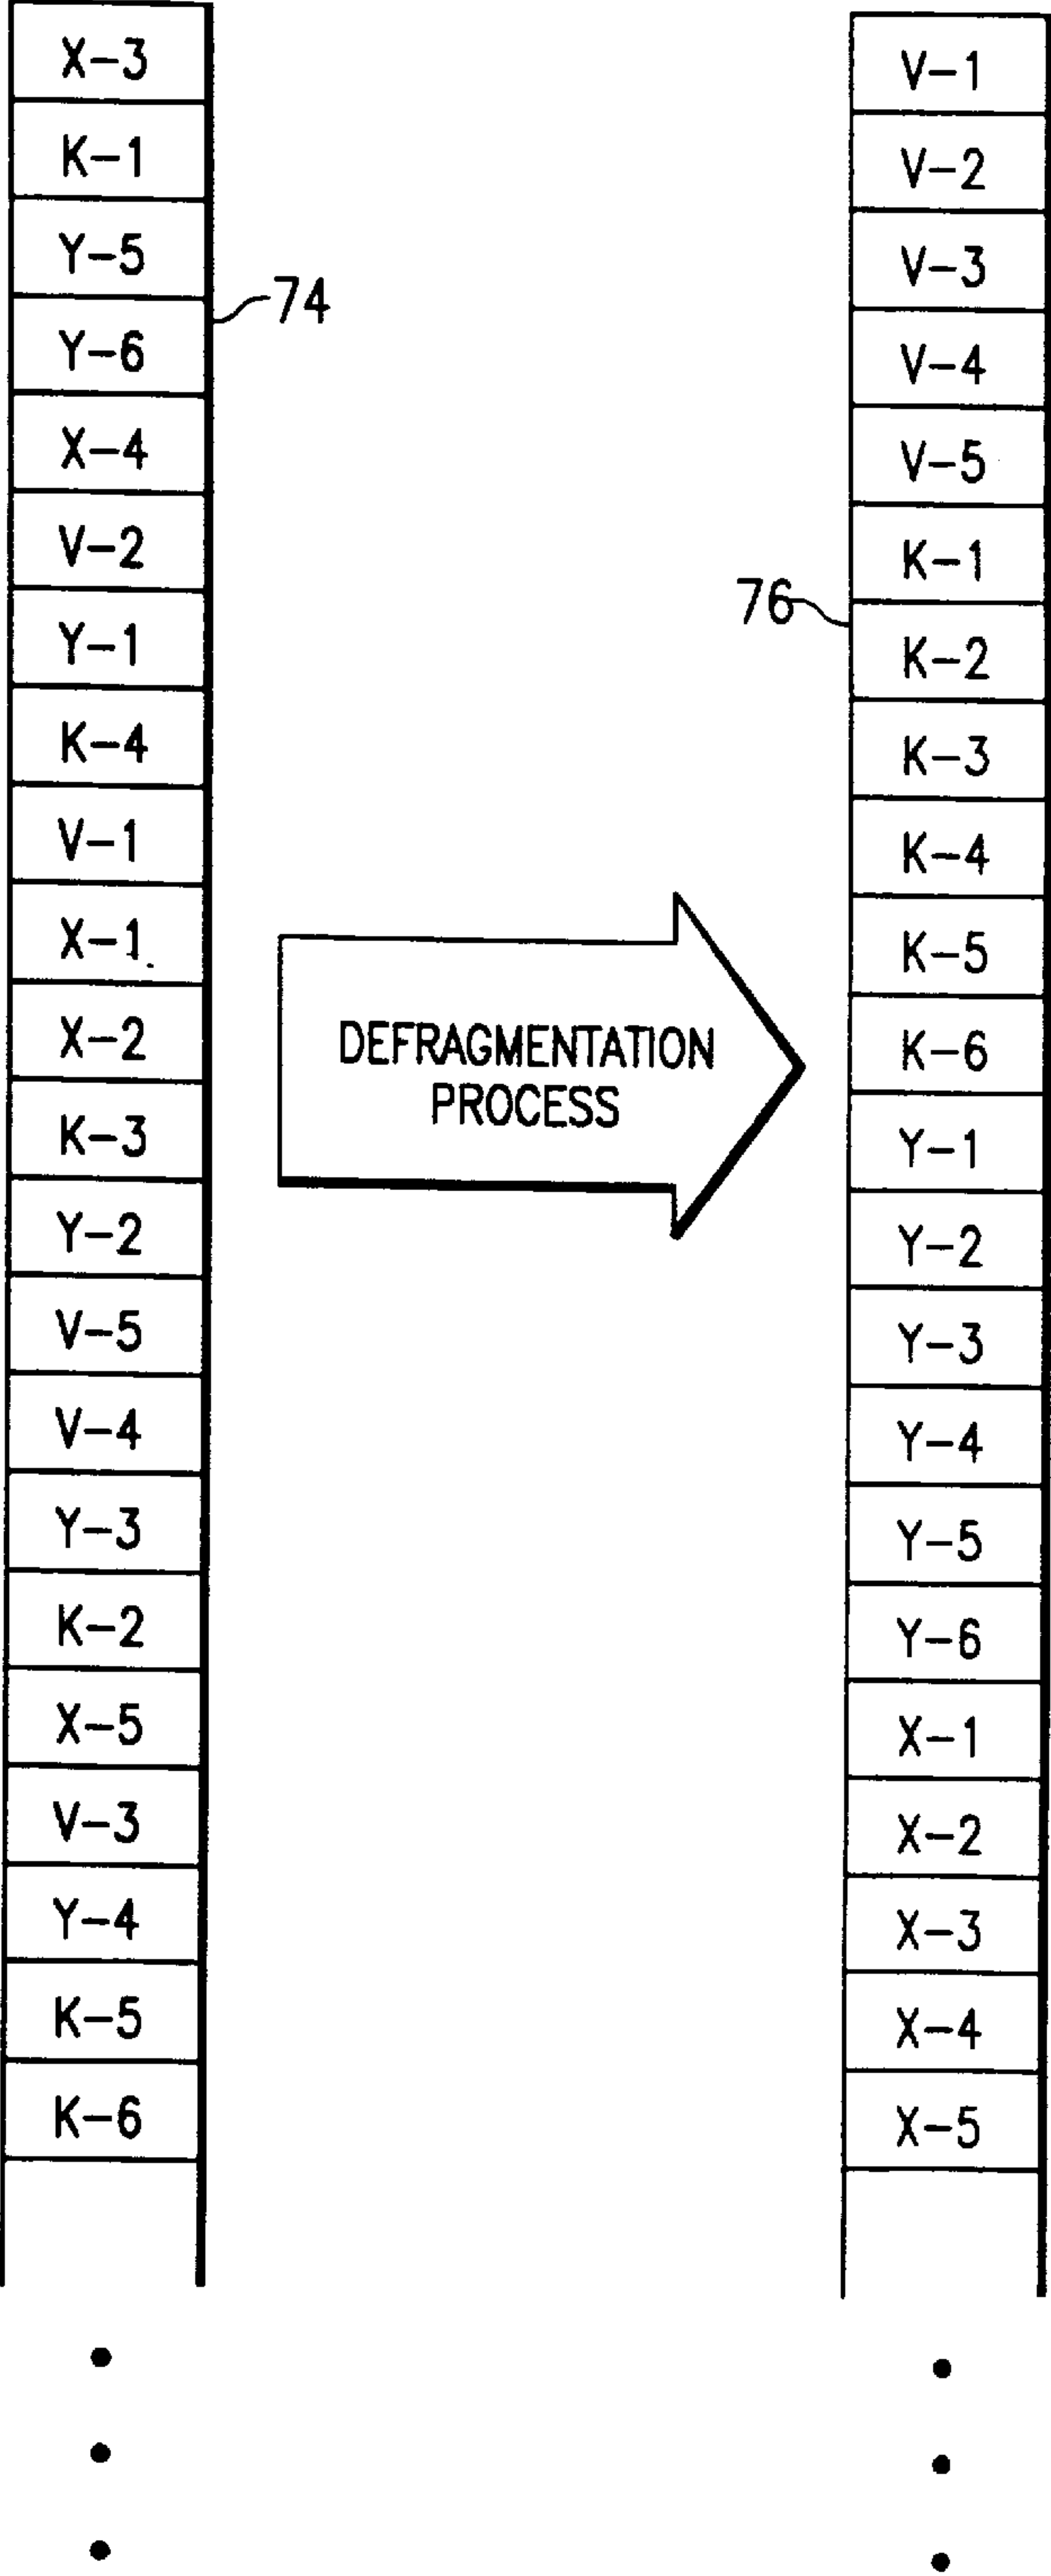 X-3
K-1
Y-5
Y-6
X-4
V-2
Y-1
K-4
V-1
X-1
X-2
K-3
Y-2
V-5
V-4
Y-3
K-2
X-5
V-3
Y-4
K-5
K-6
74
DEFRAGMENTATION
PROCESS
76
V-1
V-2
V-3
V-4
V-5
K-1
K-2
K-3
K-4
K-5
K-6
Y-1
Y-2
Y-3
Y-4
Y-5
Y-6
X-1
X-2
X-3
X-4
X-5